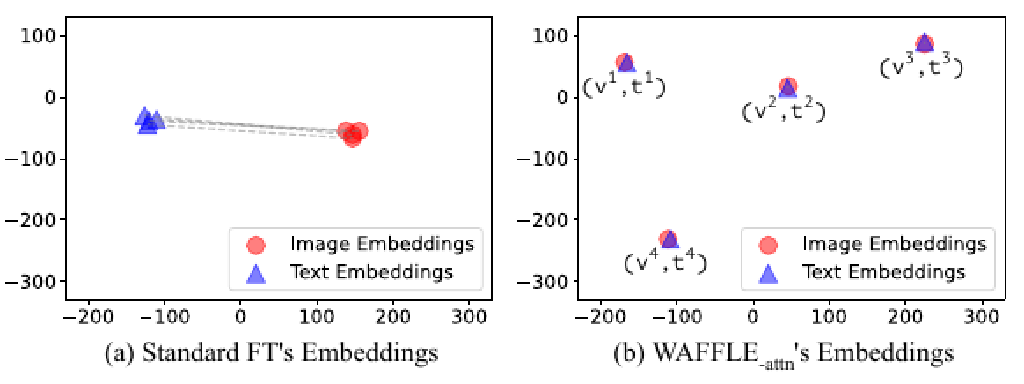 100
0
−100
−200
−300
−200 −100 0 100 200 300
Image Embeddings
Text Embeddings
(a) Standard FT's Embeddings
100
0
−100
−200
−300
−200 −100 0 100 200 300
(v¹,t¹)
(v²,t²)
(v³,t³)
(v⁴,t⁴)
Image Embeddings
Text Embeddings
(b) WAFFLE-attn's Embeddings